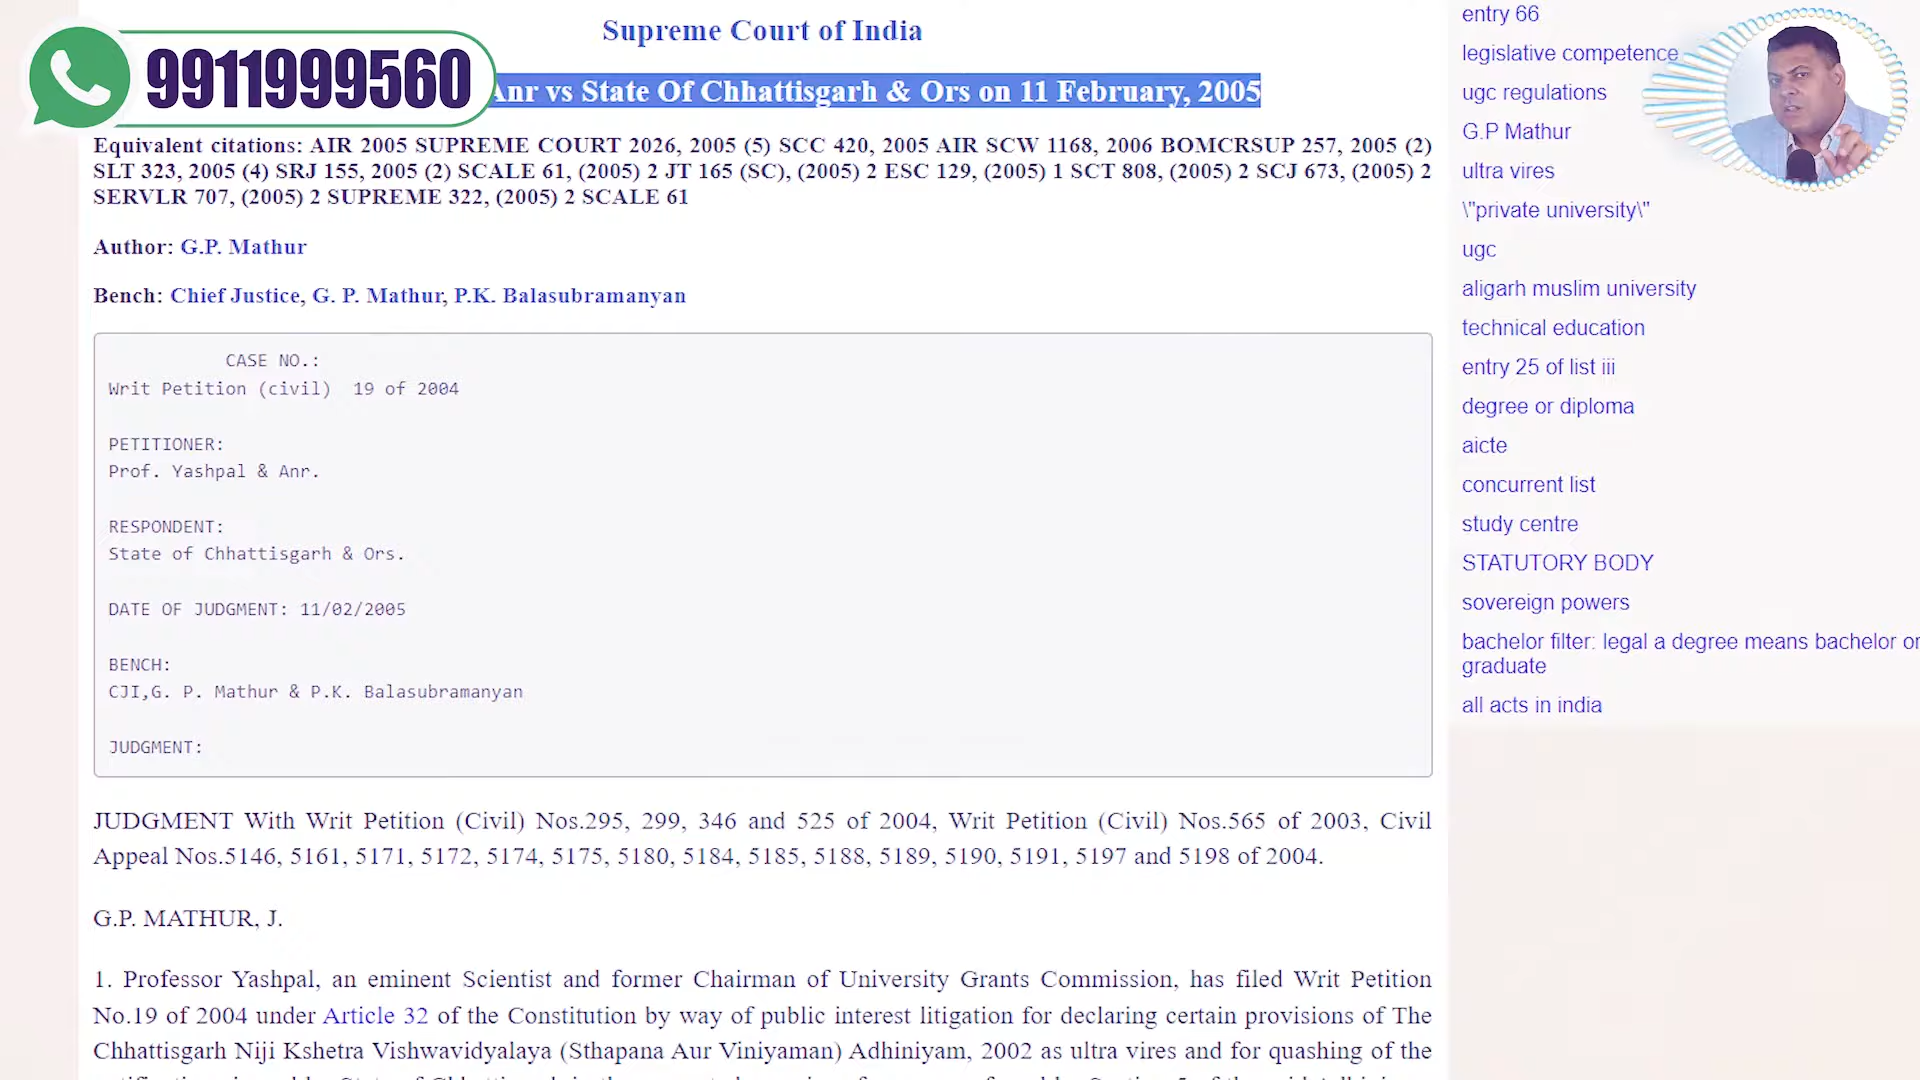 Supreme Court of India
9911999560
Anr vs State Of Chhattisgarh & Ors on 11 February, 2005
Equivalent citations: AIR 2005 SUPREME COURT 2026, 2005 (5) SCC 420, 2005 AIR SCW 1168, 2006 BOMCRSUP 257, 2005 (2)
SLT 323, 2005 (4) SRJ 155, 2005 (2) SCALE 61, (2005) 2 JT 165 (SC), (2005) 2 ESC 129, (2005) 1 SCT 808, (2005) 2 SCJ 673, (2005) 2
SERVLR 707, (2005) 2 SUPREME 322, (2005) 2 SCALE 61
Author: G.P. Mathur
Bench: Chief Justice, G. P. Mathur, P.K. Balasubramanyan
CASE NO.:
Writ Petition (civil) 19 of 2004
PETITIONER:
Prof. Yashpal & Anr.
RESPONDENT:
State of Chhattisgarh & Ors.
DATE OF JUDGMENT: 11/02/2005
BENCH:
CJI,G. P. Mathur & P.K. Balasubramanyan
JUDGMENT:
JUDGMENT With Writ Petition (Civil) Nos.295, 299, 346 and 525 of 2004, Writ Petition (Civil) Nos.565 of 2003, Civil
Appeal Nos.5146, 5161, 5171, 5172, 5174, 5175, 5180, 5184, 5185, 5188, 5189, 5190, 5191, 5197 and 5198 of 2004.
G.P. MATHUR, J.
1. Professor Yashpal, an eminent Scientist and former Chairman of University Grants Commission, has filed Writ Petition
No.19 of 2004 under Article 32 of the Constitution by way of public interest litigation for declaring certain provisions of The
Chhattisgarh Niji Kshetra Vishwavidyalaya (Sthapana Aur Viniyaman) Adhiniyam, 2002 as ultra vires and for quashing of the
entry 66
legislative competence
ugc regulations
G.P Mathur
ultra vires
\"private university\"
ugc
aligarh muslim university
technical education
entry 25 of list iii
degree or diploma
aicte
concurrent list
study centre
STATUTORY BODY
sovereign powers
bachelor filter: legal a degree means bachelor or
graduate
all acts in india